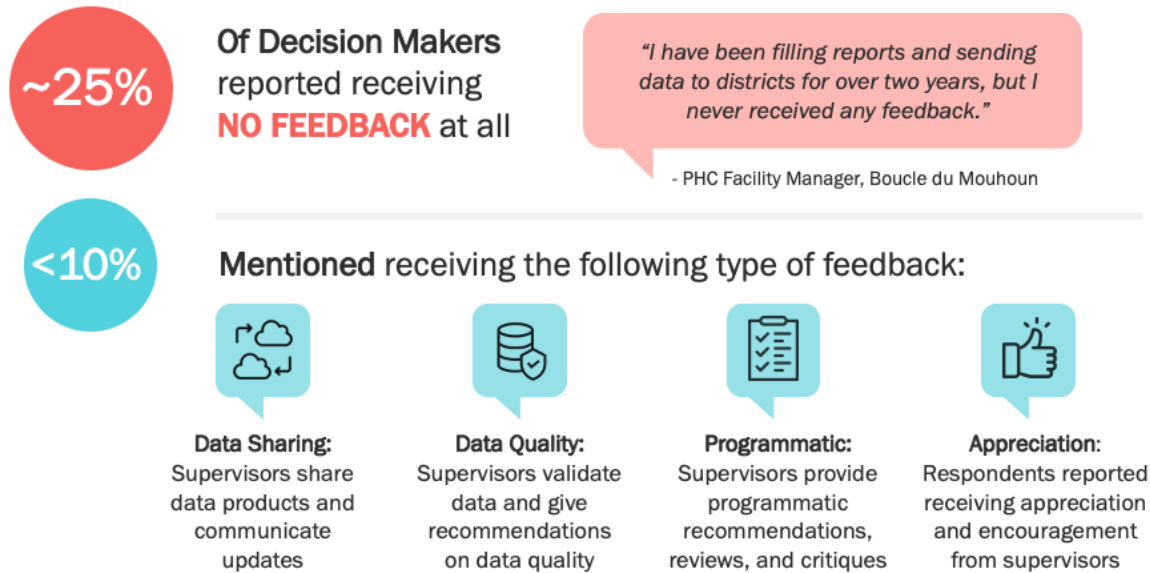 ~25%
Of Decision Makers
reported receiving
NO FEEDBACK at all
“I have been filling reports and sending
data to districts for over two years, but I
never received any feedback.”
- PHC Facility Manager, Boucle du Mouhoun
<10%
Mentioned receiving the following type of feedback:
Data Sharing:
Supervisors share
data products and
communicate
updates
Data Quality:
Supervisors validate
data and give
recommendations
on data quality
Programmatic:
Supervisors provide
programmatic
recommendations,
reviews, and critiques
Appreciation:
Respondents reported
receiving appreciation
and encouragement
from supervisors